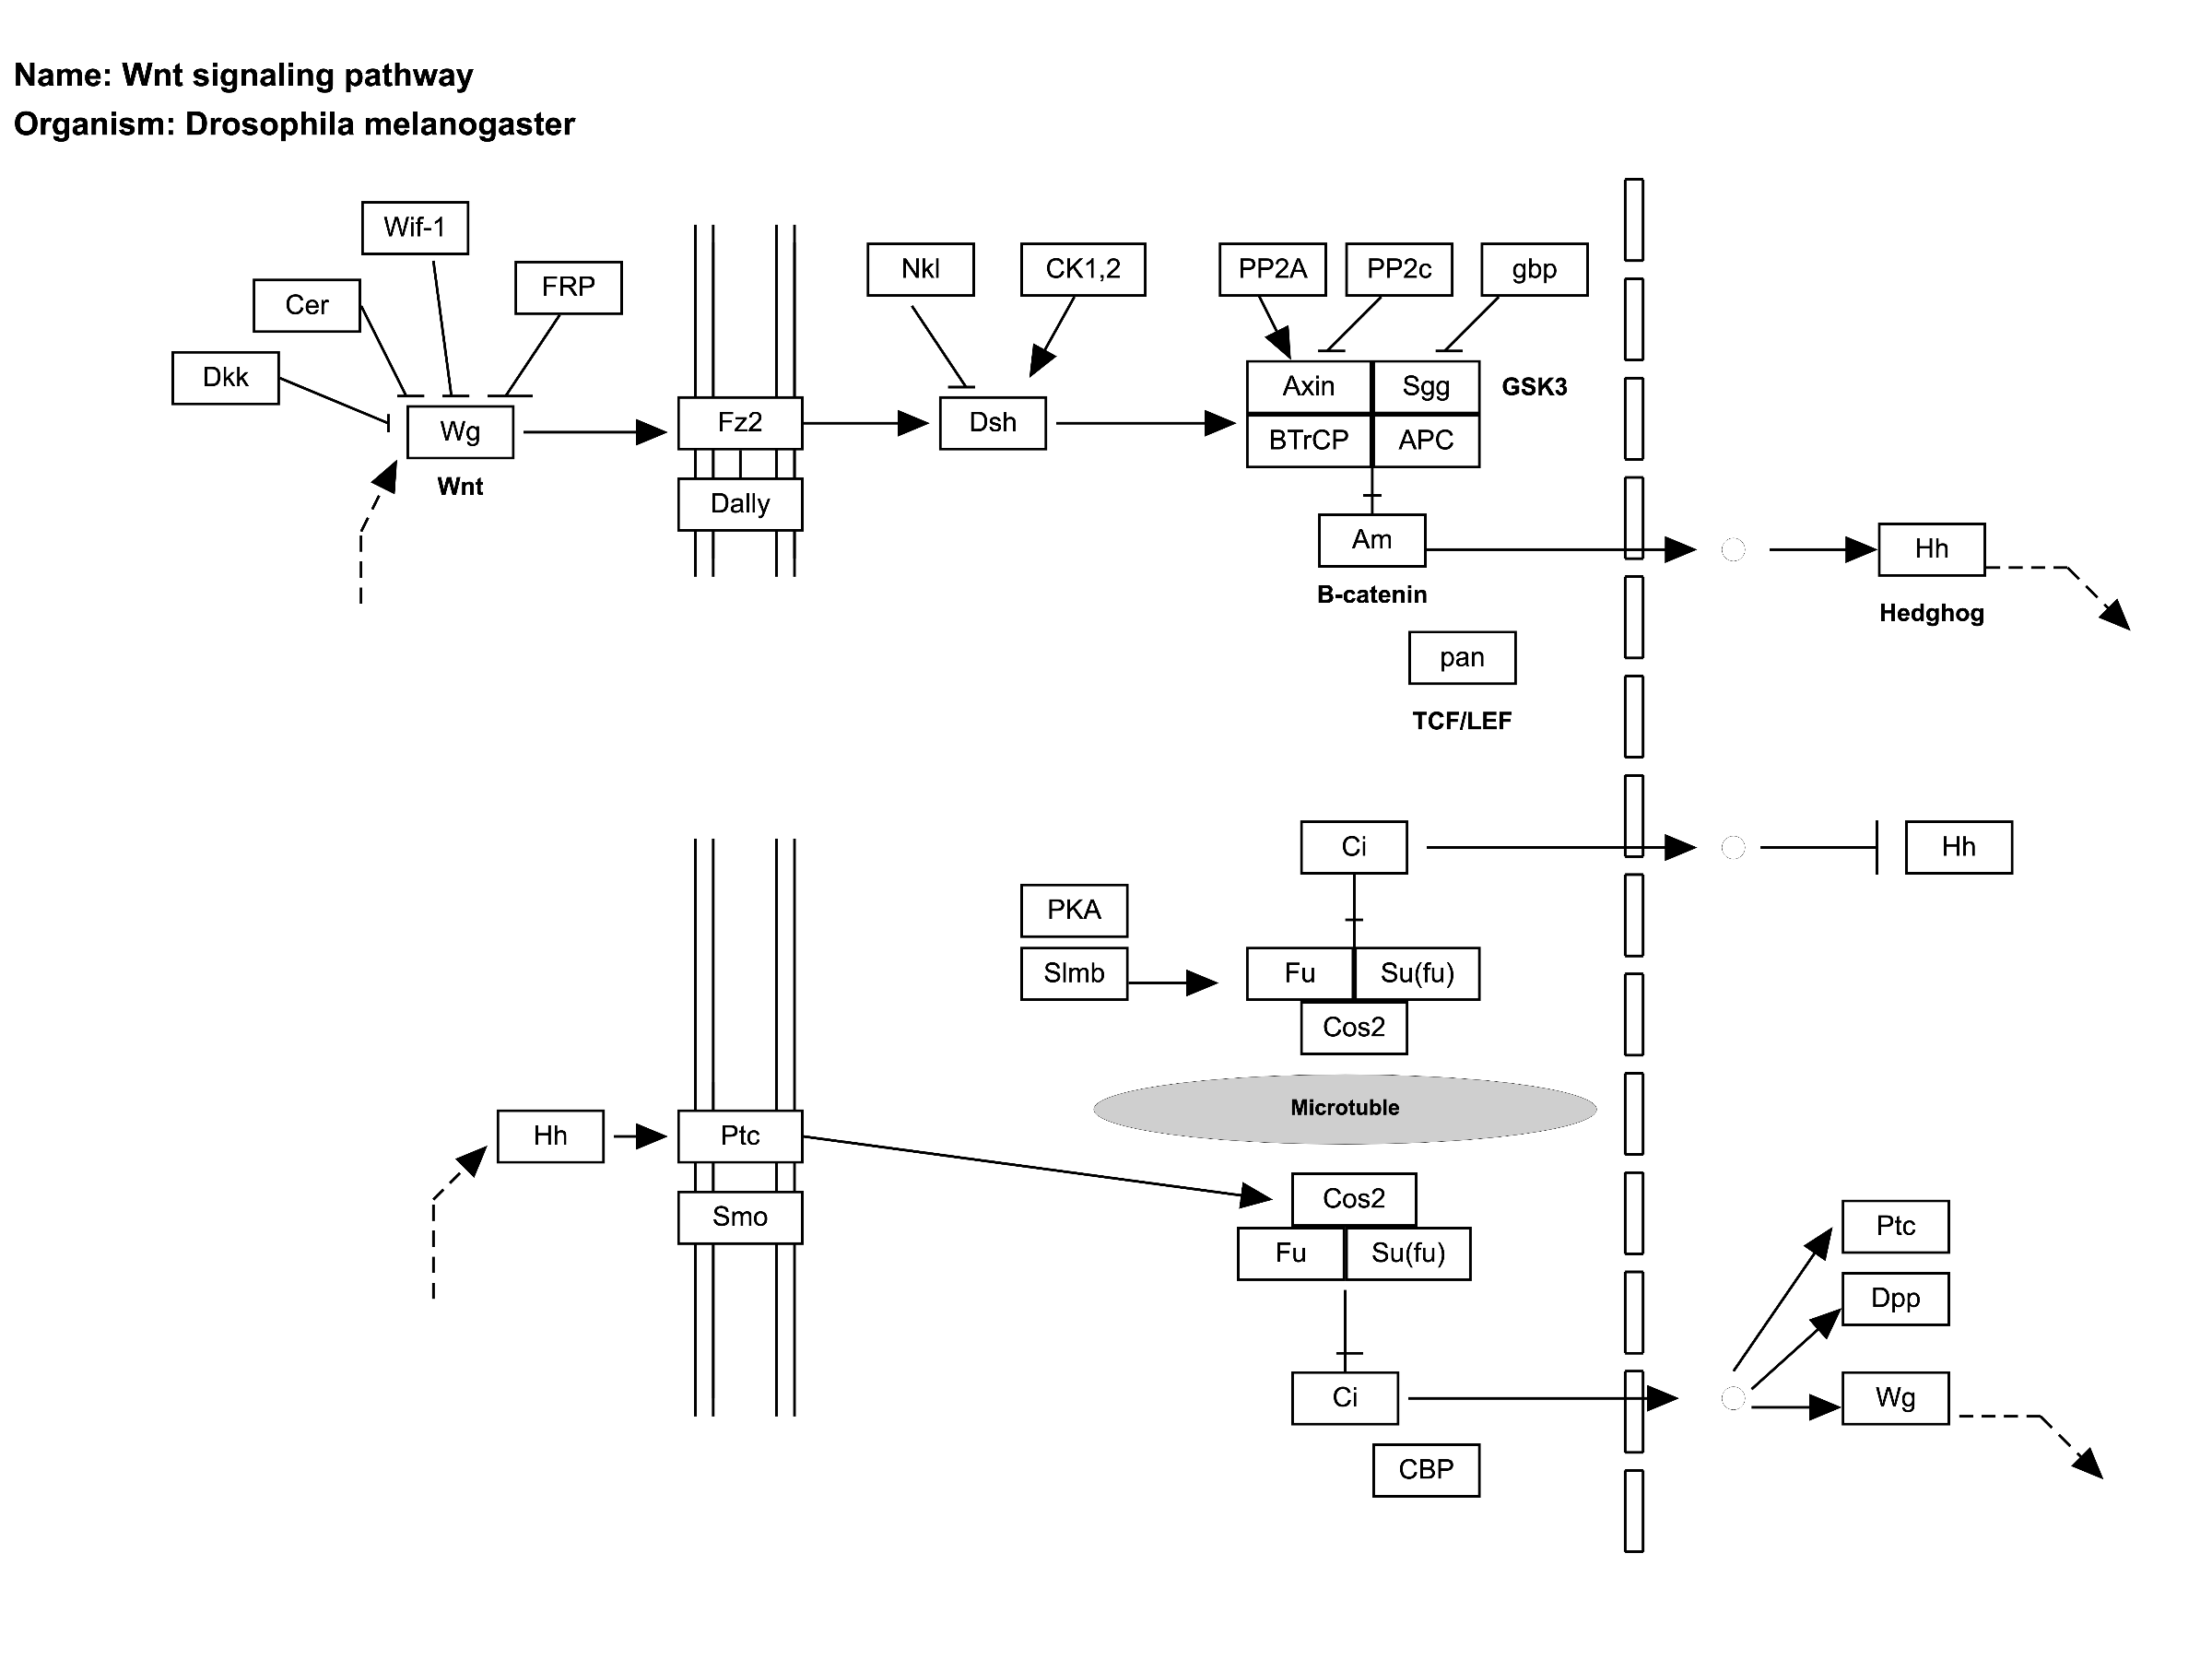 Name: Wnt signaling pathway
Organism: Drosophila melanogaster
Wif-1
Cer
FRP
Dkk
Wg
Wnt
Fz2
Dally
Nkl
CK1,2
Dsh
PP2A
PP2c
gbp
Axin
Sgg
GSK3
BTrCP
APC
Am
B-catenin
Hh
Hedghog
pan
TCF/LEF
Ci
Hh
PKA
Slmb
Fu
Su(fu)
Cos2
Microtuble
Hh
Ptc
Smo
Cos2
Fu
Su(fu)
Ci
CBP
Ptc
Dpp
Wg